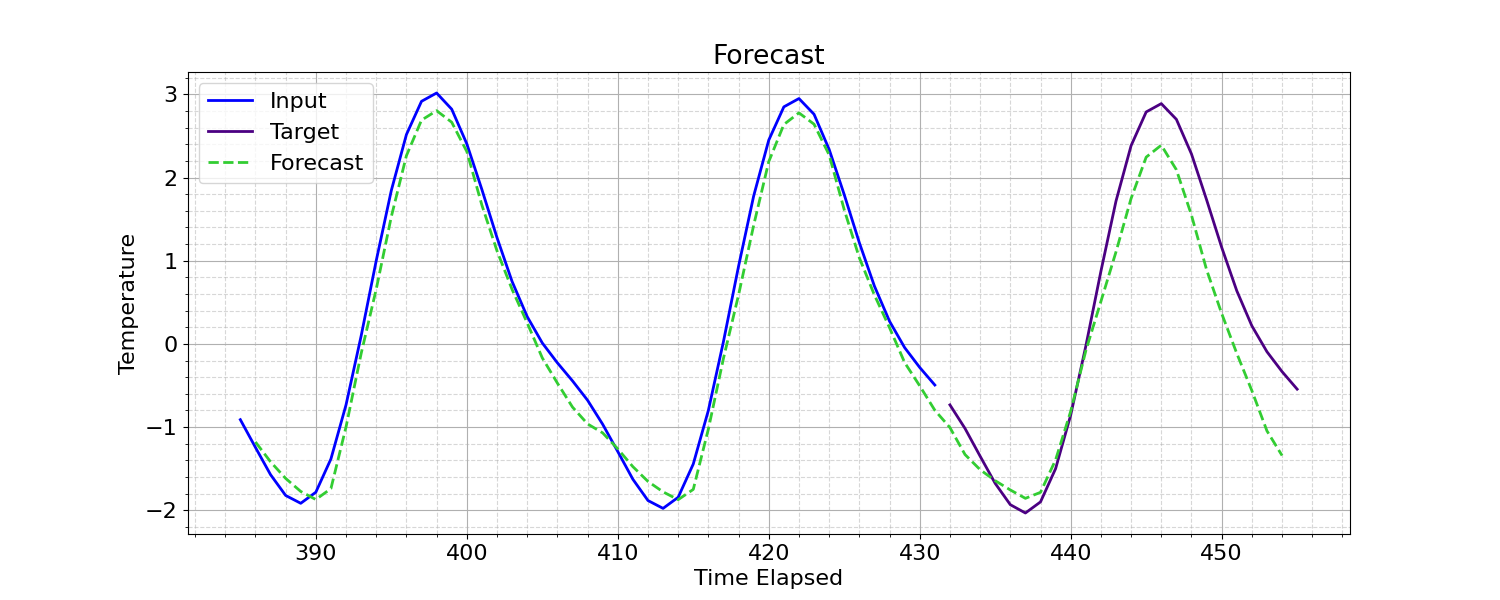 Forecast
Input
Target
Forecast
Temperature
3
2
1
0
−1
−2
390 400 410 420 430 440 450
Time Elapsed